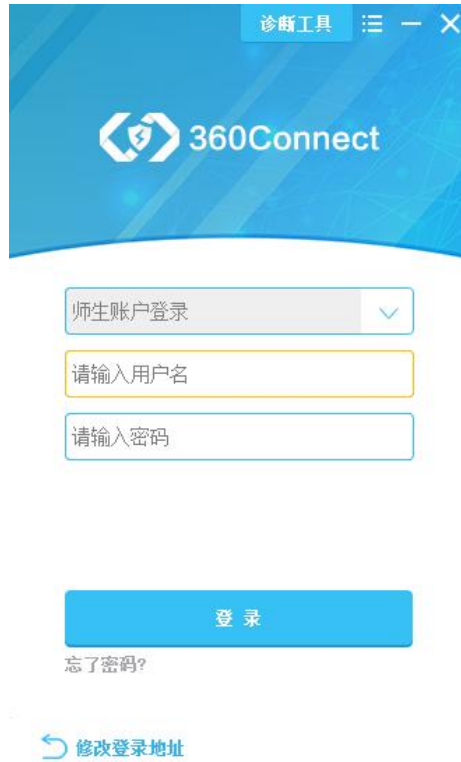 诊断工具
360Connect
师生账户登录
请输入用户名
请输入密码
登录
忘了密码?
修改登录地址